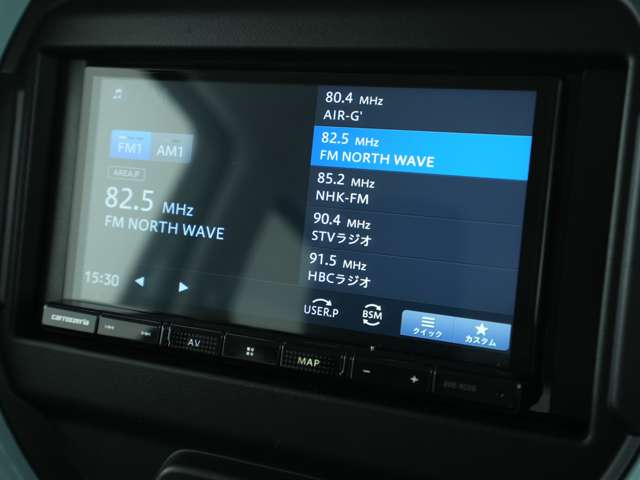 FM1 AM1
AREA.P
82.5 MHz
FM NORTH WAVE
15:30
80.4 MHz
AIR-G'
82.5 MHz
FM NORTH WAVE
85.2 MHz
NHK-FM
90.4 MHz
STVラジオ
91.5 MHz
HBCラジオ
USER.P BSM
クイック カスタム
carrozzeria
AV
MAP